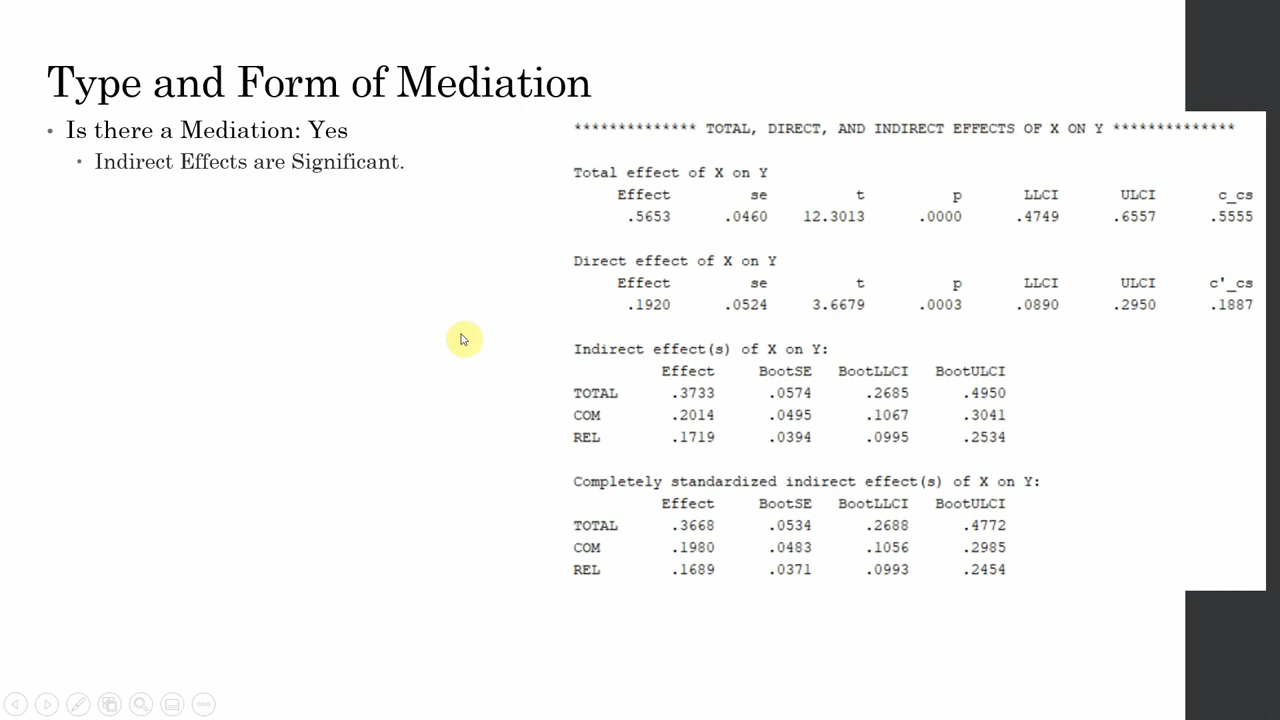 Type and Form of Mediation
• Is there a Mediation: Yes
• Indirect Effects are Significant.
************** TOTAL, DIRECT, AND INDIRECT EFFECTS OF X ON Y **************
Total effect of X on Y
Effect se t p LLCI ULCI c_cs
.5653 .0460 12.3013 .0000 .4749 .6557 .5555
Direct effect of X on Y
Effect se t p LLCI ULCI c'_cs
.1920 .0524 3.6679 .0003 .0890 .2950 .1887
Indirect effect(s) of X on Y:
Effect BootSE BootLLCI BootULCI
TOTAL .3733 .0574 .2685 .4950
COM .2014 .0495 .1067 .3041
REL .1719 .0394 .0995 .2534
Completely standardized indirect effect(s) of X on Y:
Effect BootSE BootLLCI BootULCI
TOTAL .3668 .0534 .2688 .4772
COM .1980 .0483 .1056 .2985
REL .1689 .0371 .0993 .2454